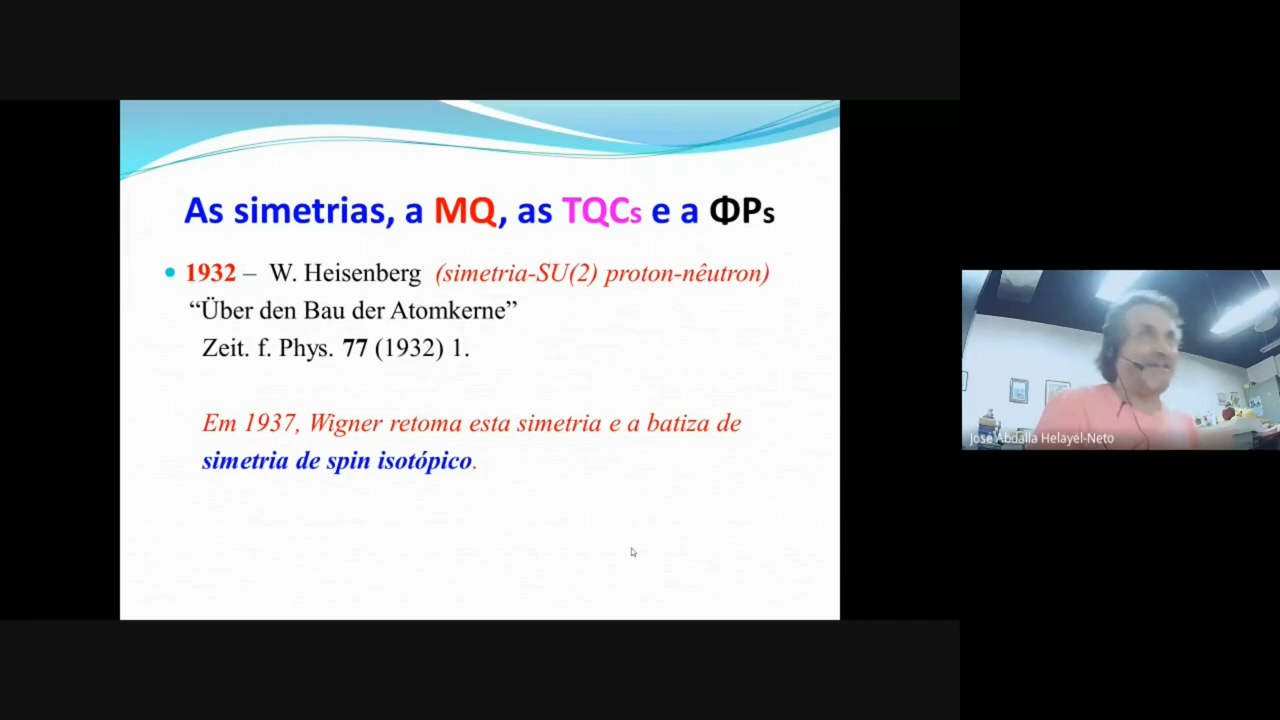 As simetrias, a MQ, as TQCs e a ΦPs
1932 – W. Heisenberg (simetria-SU(2) proton-nêutron)
“Über den Bau der Atomkerne”
Zeit. f. Phys. 77 (1932) 1.
Em 1937, Wigner retoma esta simetria e a batiza de
simetria de spin isotópico.
José Abdalla Helayël-Neto